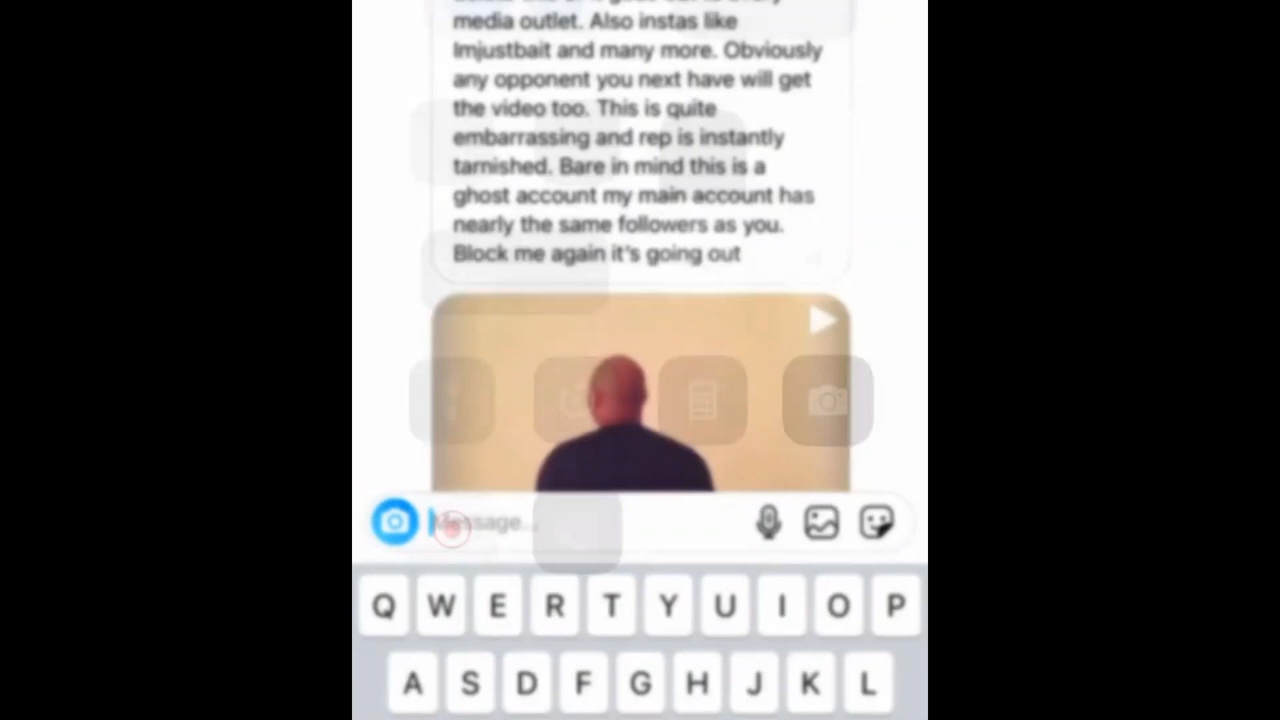 media outlet. Also instas like
Imjustbait and many more. Obviously
any opponent you next have will get
the video too. This is quite
embarrassing and rep is instantly
tarnished. Bare in mind this is a
ghost account my main account has
nearly the same followers as you.
Block me again it's going out
Message...
Q W E R T Y U I O P
A S D F G H J K L